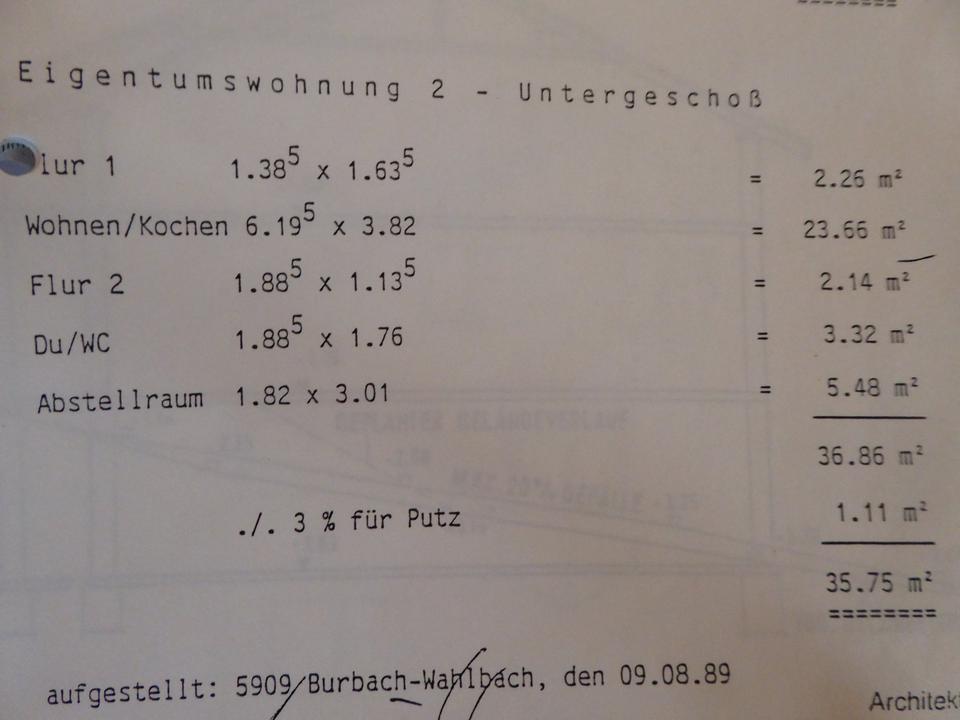 ========
Eigentumswohnung 2 - Untergeschoß
lur 1 1.38⁵ x 1.63⁵ = 2.26 m²
Wohnen/Kochen 6.19⁵ x 3.82 = 23.66 m²
Flur 2 1.88⁵ x 1.13⁵ = 2.14 m²
Du/WC 1.88⁵ x 1.76 = 3.32 m²
Abstellraum 1.82 x 3.01 = 5.48 m²
36.86 m²
./. 3 % für Putz 1.11 m²
35.75 m²
========
aufgestellt: 5909/Burbach-Wahlbach, den 09.08.89
Architek